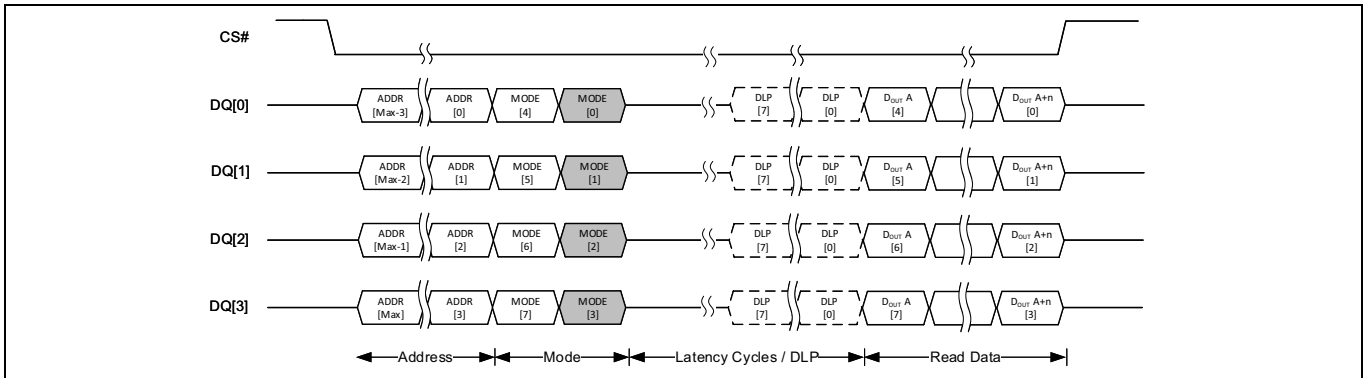 CS#
DQ[0] ADDR [Max-3] ADDR [0] MODE [4] MODE [0] DLP [7] DLP [0] DOUT A [4] DOUT A+n [0]
DQ[1] ADDR [Max-2] ADDR [1] MODE [5] MODE [1] DLP [7] DLP [0] DOUT A [5] DOUT A+n [1]
DQ[2] ADDR [Max-1] ADDR [2] MODE [6] MODE [2] DLP [7] DLP [0] DOUT A [6] DOUT A+n [2]
DQ[3] ADDR [Max] ADDR [3] MODE [7] MODE [3] DLP [7] DLP [0] DOUT A [7] DOUT A+n [3]
Address Mode Latency Cycles / DLP Read Data